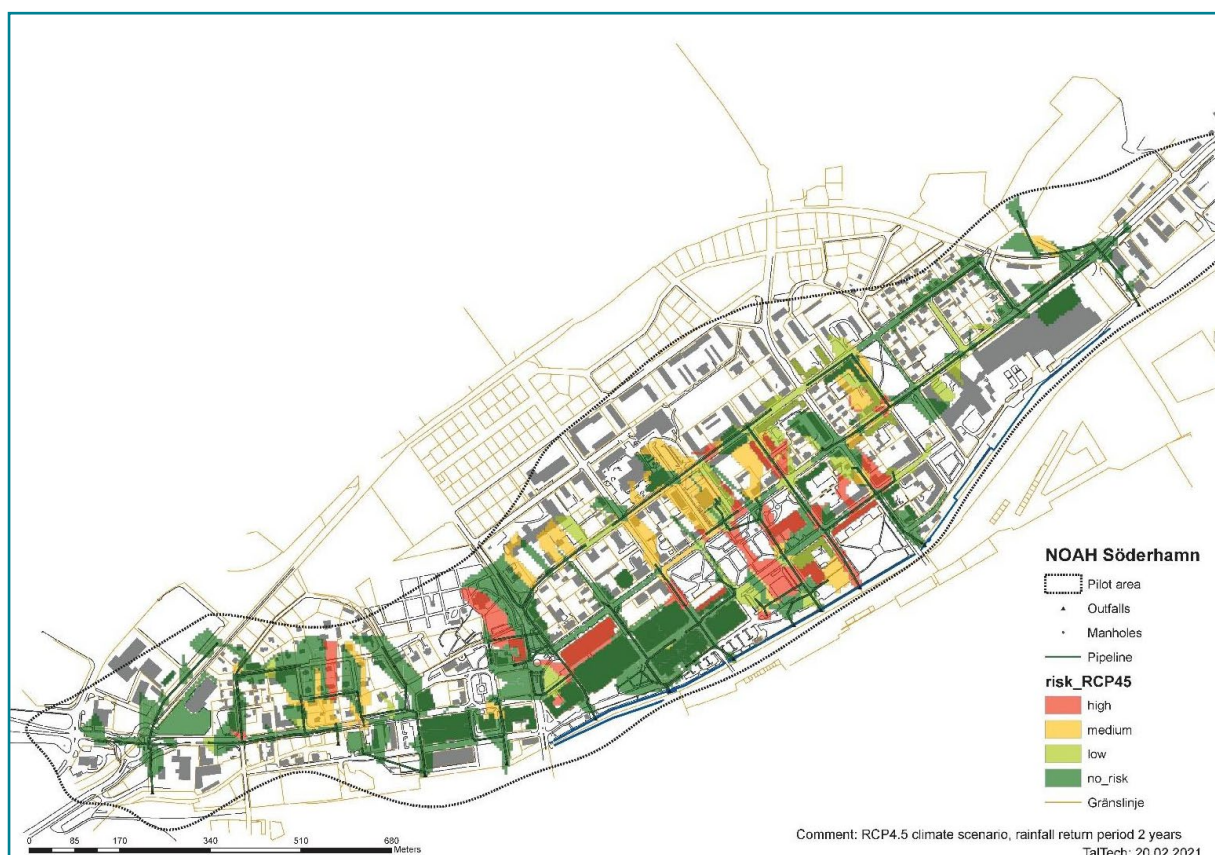 NOAH Söderhamn
Pilot area
Outfalls
Manholes
Pipeline
risk_RCP45
high
medium
low
no_risk
Gränslinje
0 85 170 340 510 680
Meters
Comment: RCP4.5 climate scenario, rainfall return period 2 years
TalTech: 20.02.2021